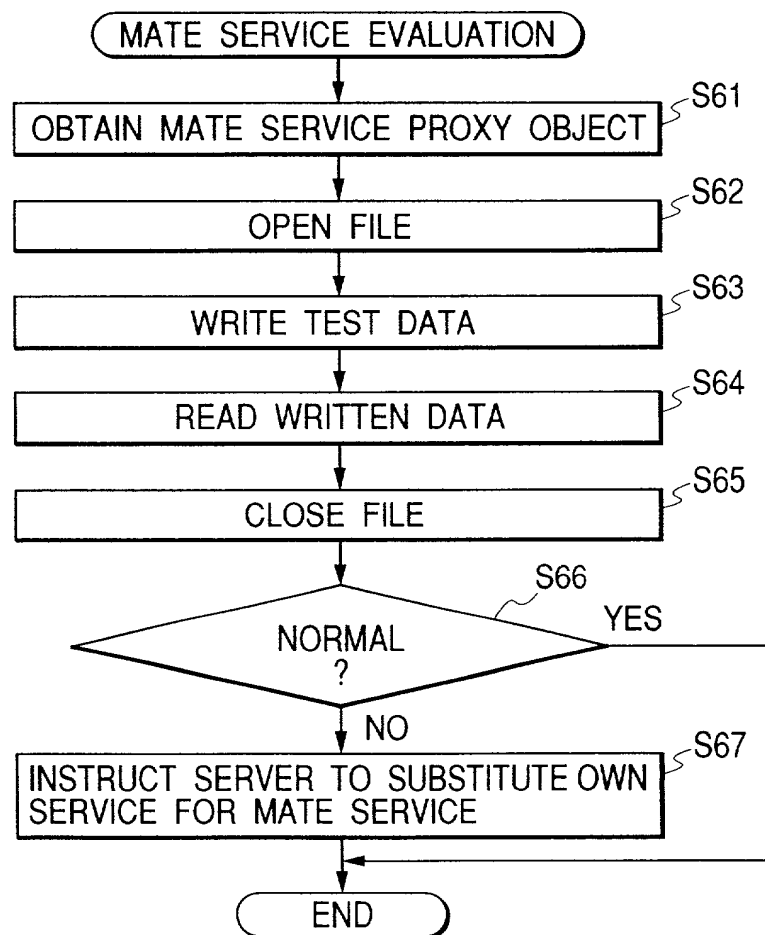 MATE SERVICE EVALUATION
S61
OBTAIN MATE SERVICE PROXY OBJECT
S62
OPEN FILE
S63
WRITE TEST DATA
S64
READ WRITTEN DATA
S65
CLOSE FILE
S66
YES
NORMAL
?
NO
S67
INSTRUCT SERVER TO SUBSTITUTE OWN
SERVICE FOR MATE SERVICE
END